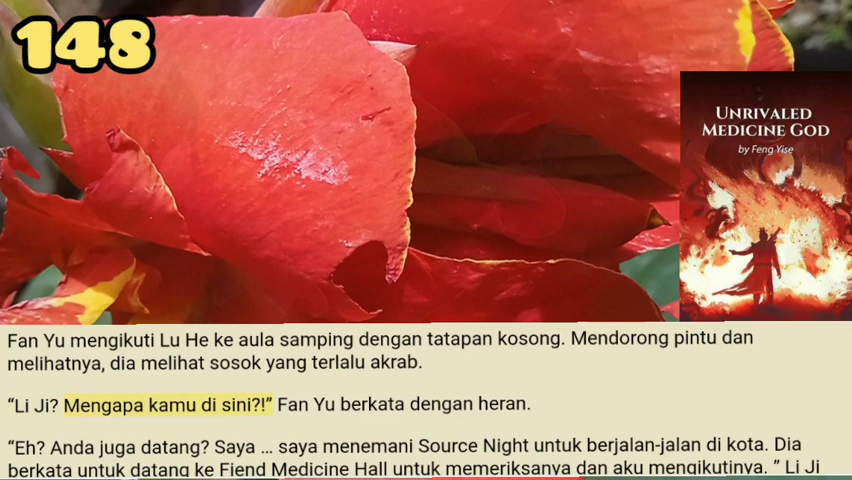 148
UNRIVALED
MEDICINE GOD
by Feng Yise
Fan Yu mengikuti Lu He ke aula samping dengan tatapan kosong. Mendorong pintu dan
melihatnya, dia melihat sosok yang terlalu akrab.
“Li Ji? Mengapa kamu di sini?!” Fan Yu berkata dengan heran.
“Eh? Anda juga datang? Saya ... saya menemani Source Night untuk berjalan-jalan di kota. Dia
berkata untuk datang ke Fiend Medicine Hall untuk memeriksanya dan aku mengikutinya. ” Li Ji